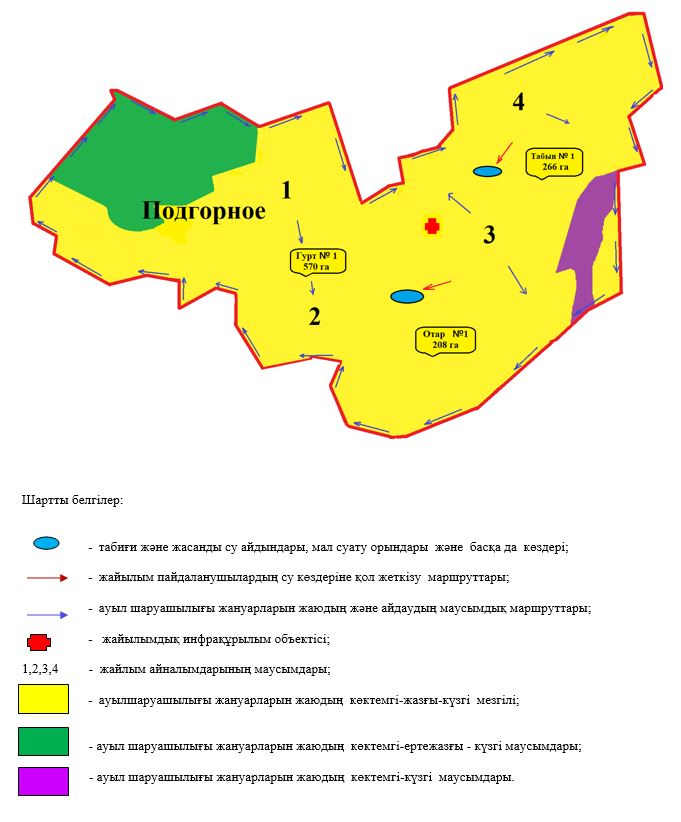 4
Табын № 1
266 га
1
Подгорное
3
Гурт № 1
570 га
2
Отар №1
208 га
Шартты белгілер:
- табиғи және жасанды су айдындары, мал суату орындары және басқа да көздері;
- жайылым пайдаланушылардың су көздеріне қол жеткізу маршруттары;
- ауыл шаруашылығы жануарларын жаюдың және айдаудың маусымдық маршруттары;
- жайылымдық инфрақұрылым объектісі;
1,2,3,4 - жайлым айналымдарының маусымдары;
- ауылшаруашылығы жануарларын жаюдың көктемгі-жазғы-күзгі мезгілі;
- ауыл шаруашылығы жануарларын жаюдың көктемгі-ертежазғы - күзгі маусымдары;
- ауыл шаруашылығы жануарларын жаюдың көктемгі-күзгі маусымдары.